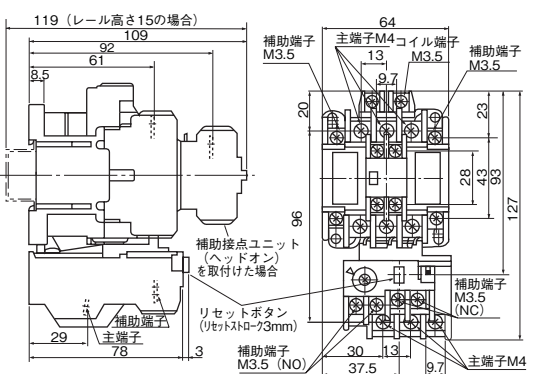 119（レール高さ15の場合）
109
92
61
8.5
補助接点ユニット
（ヘッドオン）
を取付けた場合
リセットボタン
（リセットストローク3mm）
補助端子
主端子
29
78
3
64
補助端子
M3.5
主端子M4
コイル端子
M3.5
補助端子
M3.5
13
9.7
20
96
23
28
43
93
127
補助端子
M3.5
(NC)
補助端子
M3.5（NO）
主端子M4
30
13
37.5
9.7